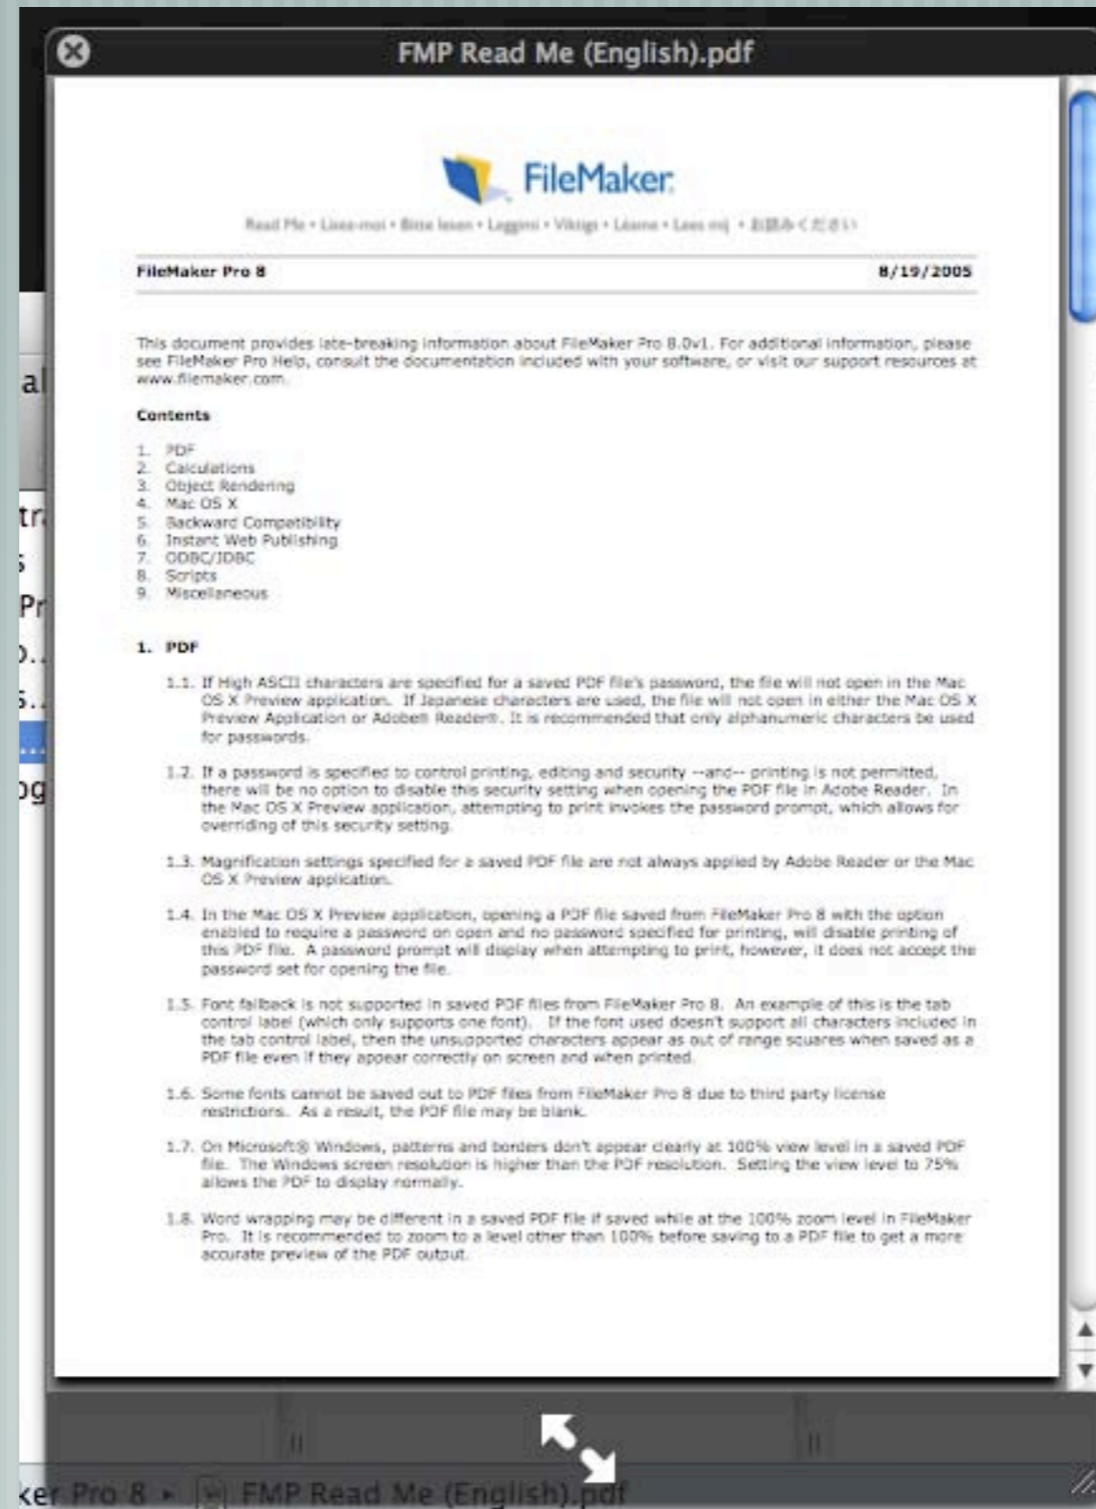 FMP Read Me (English).pdf
FileMaker
Read Me • Lisez-moi • Bitte lesen • Leggimi • Viktigt • Léame • Lees mij • お読みください
FileMaker Pro 8 8/19/2005
This document provides late-breaking information about FileMaker Pro 8.0v1. For additional information, please
see FileMaker Pro Help, consult the documentation included with your software, or visit our support resources at
www.filemaker.com.
Contents
1. PDF
2. Calculations
3. Object Rendering
4. Mac OS X
5. Backward Compatibility
6. Instant Web Publishing
7. ODBC/JDBC
8. Scripts
9. Miscellaneous
1. PDF
1.1. If High ASCII characters are specified for a saved PDF file's password, the file will not open in the Mac
OS X Preview application. If Japanese characters are used, the file will not open in either the Mac OS X
Preview Application or Adobe® Reader®. It is recommended that only alphanumeric characters be used
for passwords.
1.2. If a password is specified to control printing, editing and security --and-- printing is not permitted,
there will be no option to disable this security setting when opening the PDF file in Adobe Reader. In
the Mac OS X Preview application, attempting to print invokes the password prompt, which allows for
overriding of this security setting.
1.3. Magnification settings specified for a saved PDF file are not always applied by Adobe Reader or the Mac
OS X Preview application.
1.4. In the Mac OS X Preview application, opening a PDF file saved from FileMaker Pro 8 with the option
enabled to require a password on open and no password specified for printing, will disable printing of
this PDF file. A password prompt will display when attempting to print, however, it does not accept the
password set for opening the file.
1.5. Font fallback is not supported in saved PDF files from FileMaker Pro 8. An example of this is the tab
control label (which only supports one font). If the font used doesn't support all characters included in
the tab control label, then the unsupported characters appear as out of range squares when saved as a
PDF file even if they appear correctly on screen and when printed.
1.6. Some fonts cannot be saved out to PDF files from FileMaker Pro 8 due to third party license
restrictions. As a result, the PDF file may be blank.
1.7. On Microsoft® Windows, patterns and borders don't appear clearly at 100% view level in a saved PDF
file. The Windows screen resolution is higher than the PDF resolution. Setting the view level to 75%
allows the PDF to display normally.
1.8. Word wrapping may be different in a saved PDF file if saved while at the 100% zoom level in FileMaker
Pro. It is recommended to zoom to a level other than 100% before saving to a PDF file to get a more
accurate preview of the PDF output.
al
tra
s
Pr
o..
s..
...
og
ker Pro 8 ▸ FMP Read Me (English).pdf